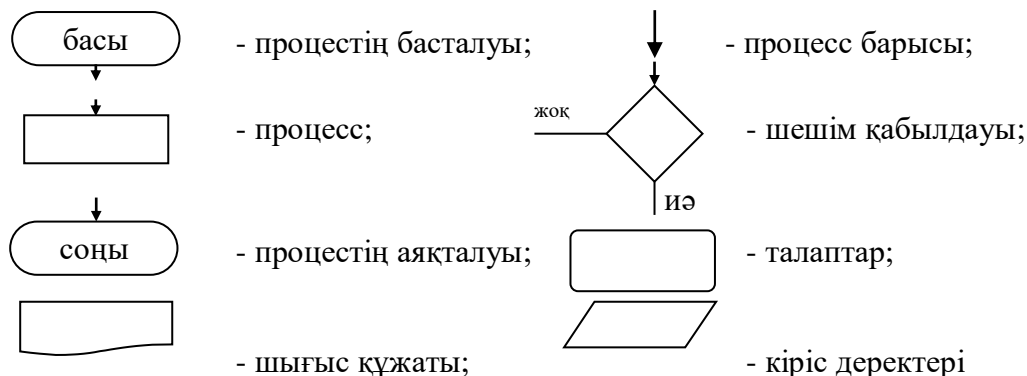 басы - процестің басталуы; - процесс барысы;
жоқ
- процесс; - шешім қабылдауы;
иә
соңы - процестің аяқталуы; - талаптар;
- шығыс құжаты; - кіріс деректері